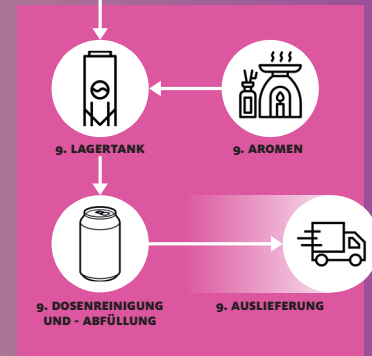 9. LAGERTANK
9. AROMEN
9. DOSENREINIGUNG
UND - ABFÜLLUNG
9. AUSLIEFERUNG